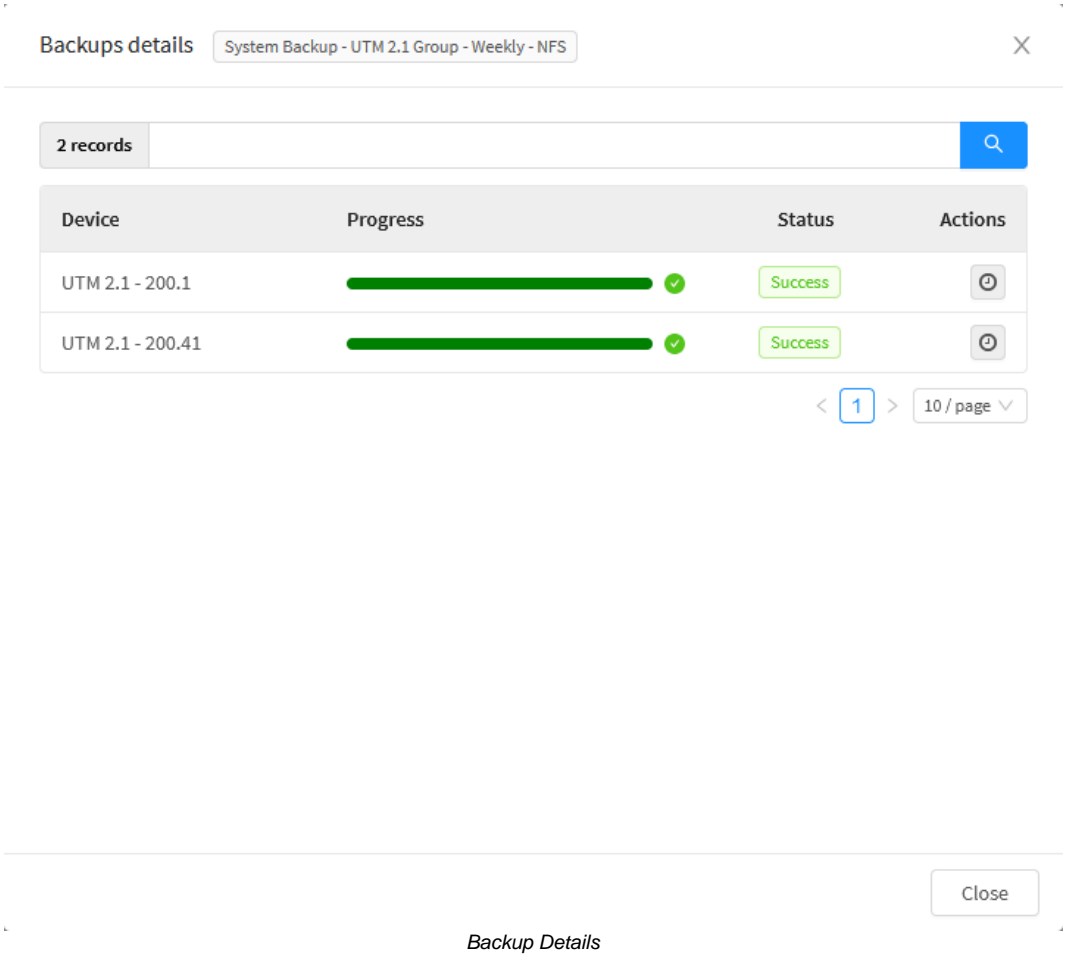 Backups details System Backup - UTM 2.1 Group - Weekly - NFS
2 records
Device Progress Status Actions
UTM 2.1 - 200.1 Success
UTM 2.1 - 200.41 Success
< 1 > 10 / page
Close
Backup Details